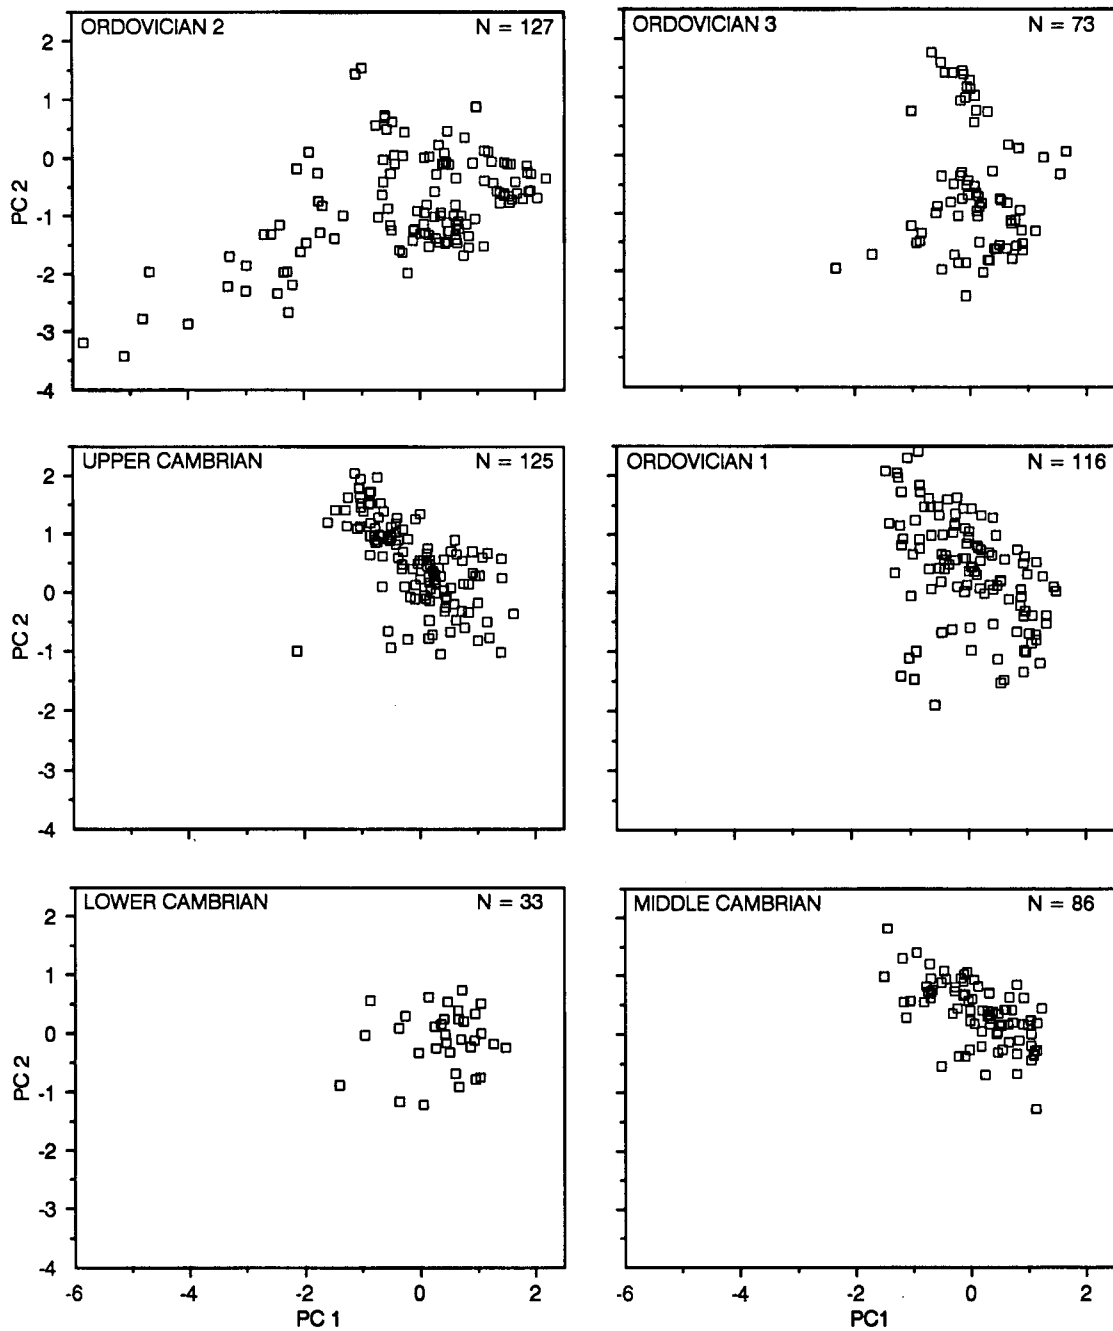 ORDOVICIAN 2 N = 127
ORDOVICIAN 3 N = 73
2
1
0
-1
-2
-3
-4
PC 2
UPPER CAMBRIAN N = 125
ORDOVICIAN 1 N = 116
2
1
0
-1
-2
-3
-4
PC 2
LOWER CAMBRIAN N = 33
MIDDLE CAMBRIAN N = 86
2
1
0
-1
-2
-3
-4
PC 2
-6 -4 -2 0 2
PC 1
-6 -4 -2 0 2
PC1